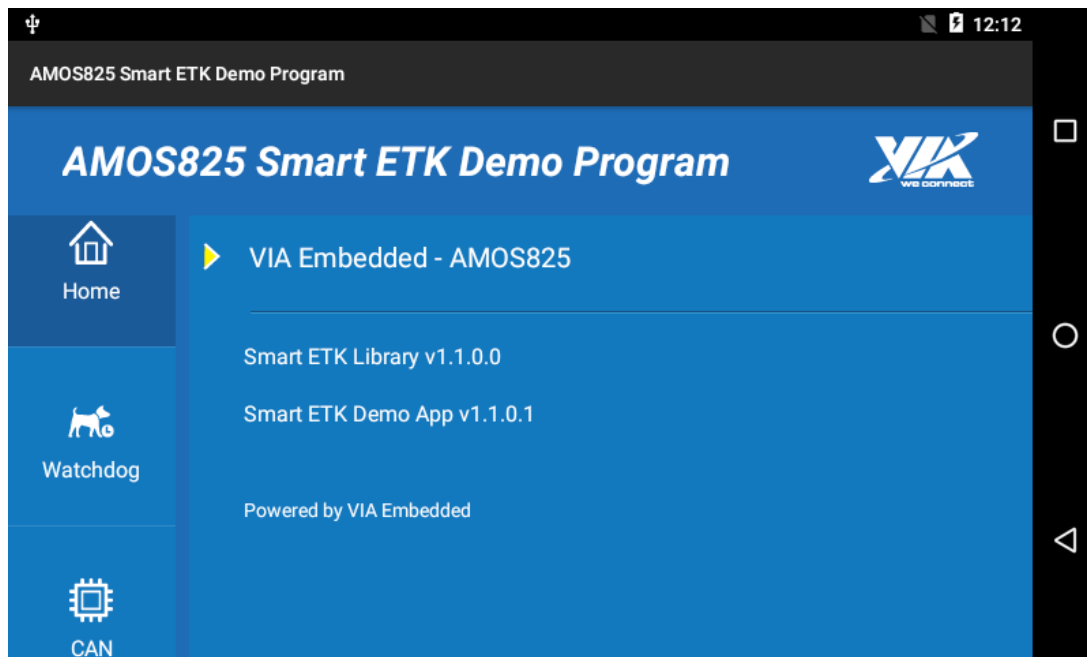 12:12
AMOS825 Smart ETK Demo Program
AMOS825 Smart ETK Demo Program
VIA
we connect
Home
VIA Embedded - AMOS825
Smart ETK Library v1.1.0.0
Smart ETK Demo App v1.1.0.1
Watchdog
Powered by VIA Embedded
CAN